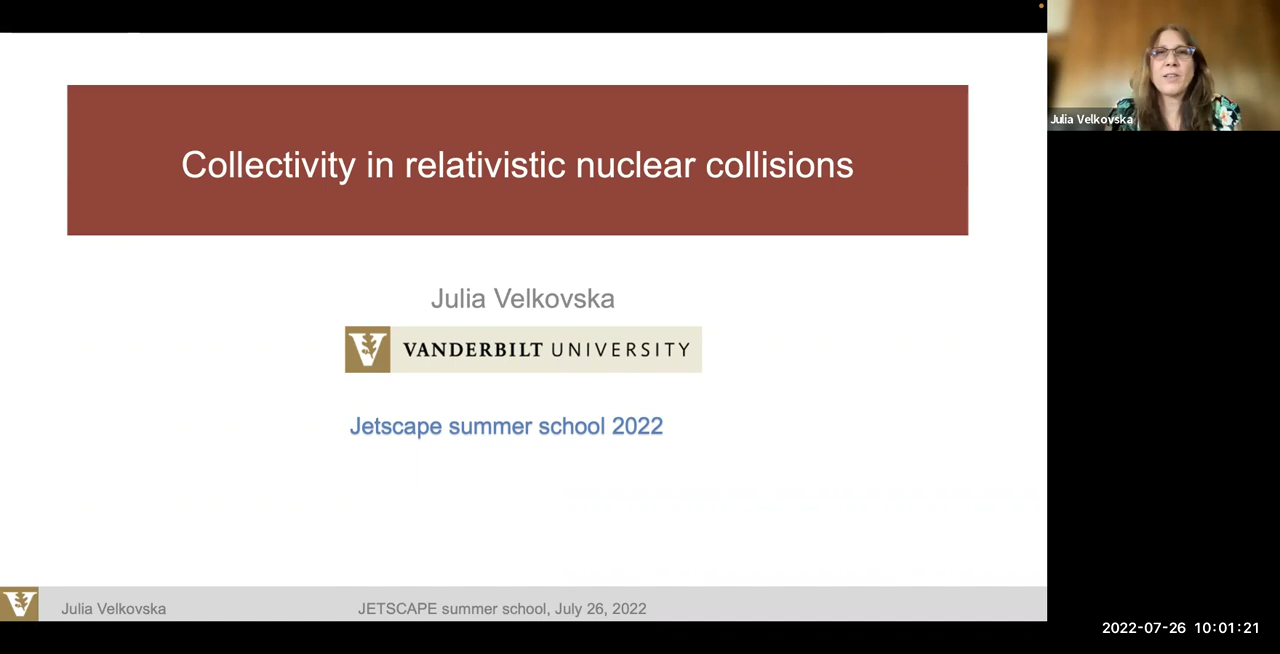 Collectivity in relativistic nuclear collisions
Julia Velkovska
Julia Velkovska
V VANDERBILT UNIVERSITY
Jetscape summer school 2022
V Julia Velkovska JETSCAPE summer school, July 26, 2022
2022-07-26 10:01:21